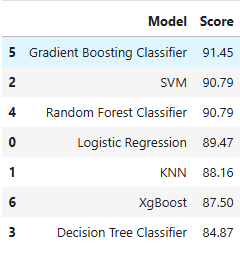 Model Score
5 Gradient Boosting Classifier 91.45
2 SVM 90.79
4 Random Forest Classifier 90.79
0 Logistic Regression 89.47
1 KNN 88.16
6 XgBoost 87.50
3 Decision Tree Classifier 84.87